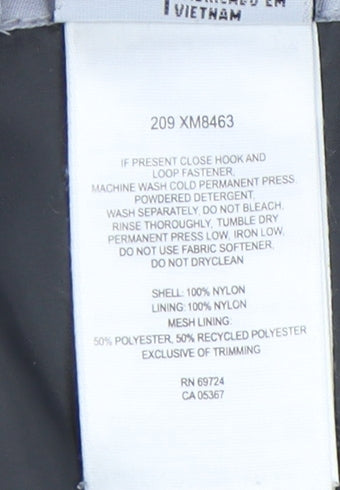 VIETNAM
209 XM8463
IF PRESENT CLOSE HOOK AND
LOOP FASTENER,
MACHINE WASH COLD PERMANENT PRESS.
POWDERED DETERGENT,
WASH SEPARATELY, DO NOT BLEACH,
RINSE THOROUGHLY, TUMBLE DRY
PERMANENT PRESS LOW, IRON LOW,
DO NOT USE FABRIC SOFTENER,
DO NOT DRYCLEAN
SHELL: 100% NYLON
LINING: 100% NYLON
MESH LINING:
50% POLYESTER, 50% RECYCLED POLYESTER
EXCLUSIVE OF TRIMMING
RN 69724
CA 05367